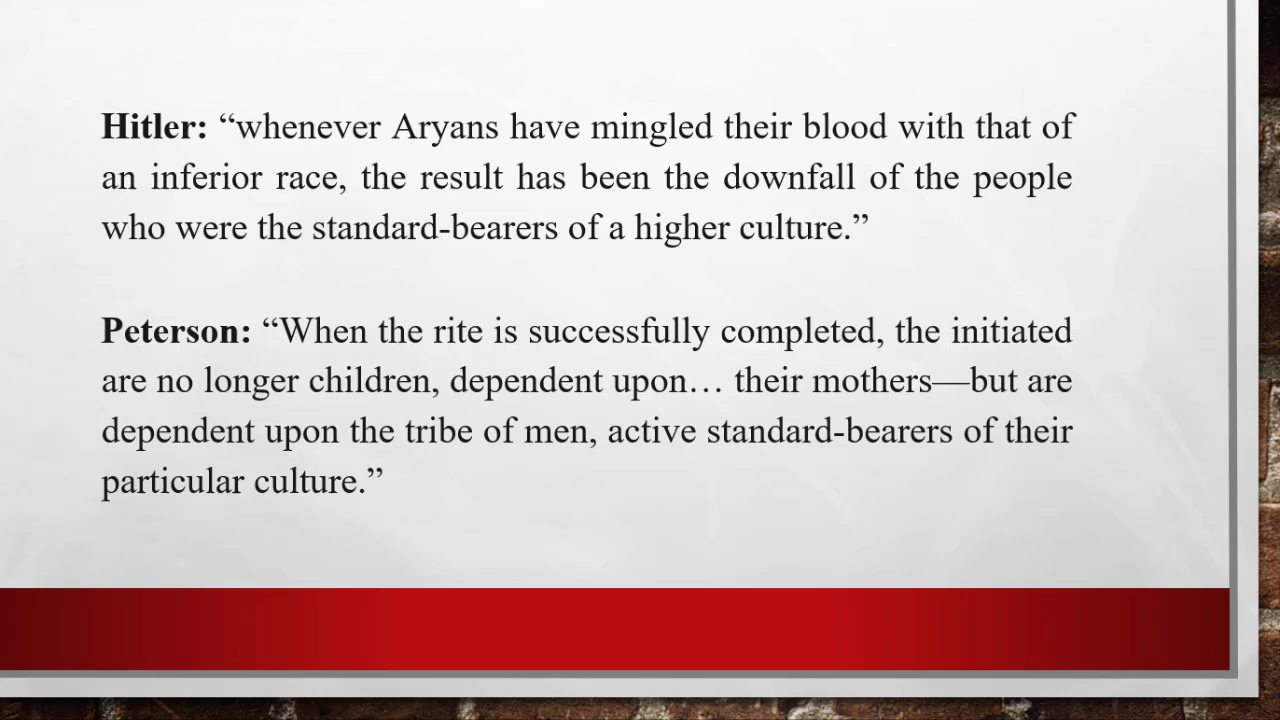 Hitler: “whenever Aryans have mingled their blood with that of
an inferior race, the result has been the downfall of the people
who were the standard-bearers of a higher culture.”
Peterson: “When the rite is successfully completed, the initiated
are no longer children, dependent upon… their mothers—but are
dependent upon the tribe of men, active standard-bearers of their
particular culture.”